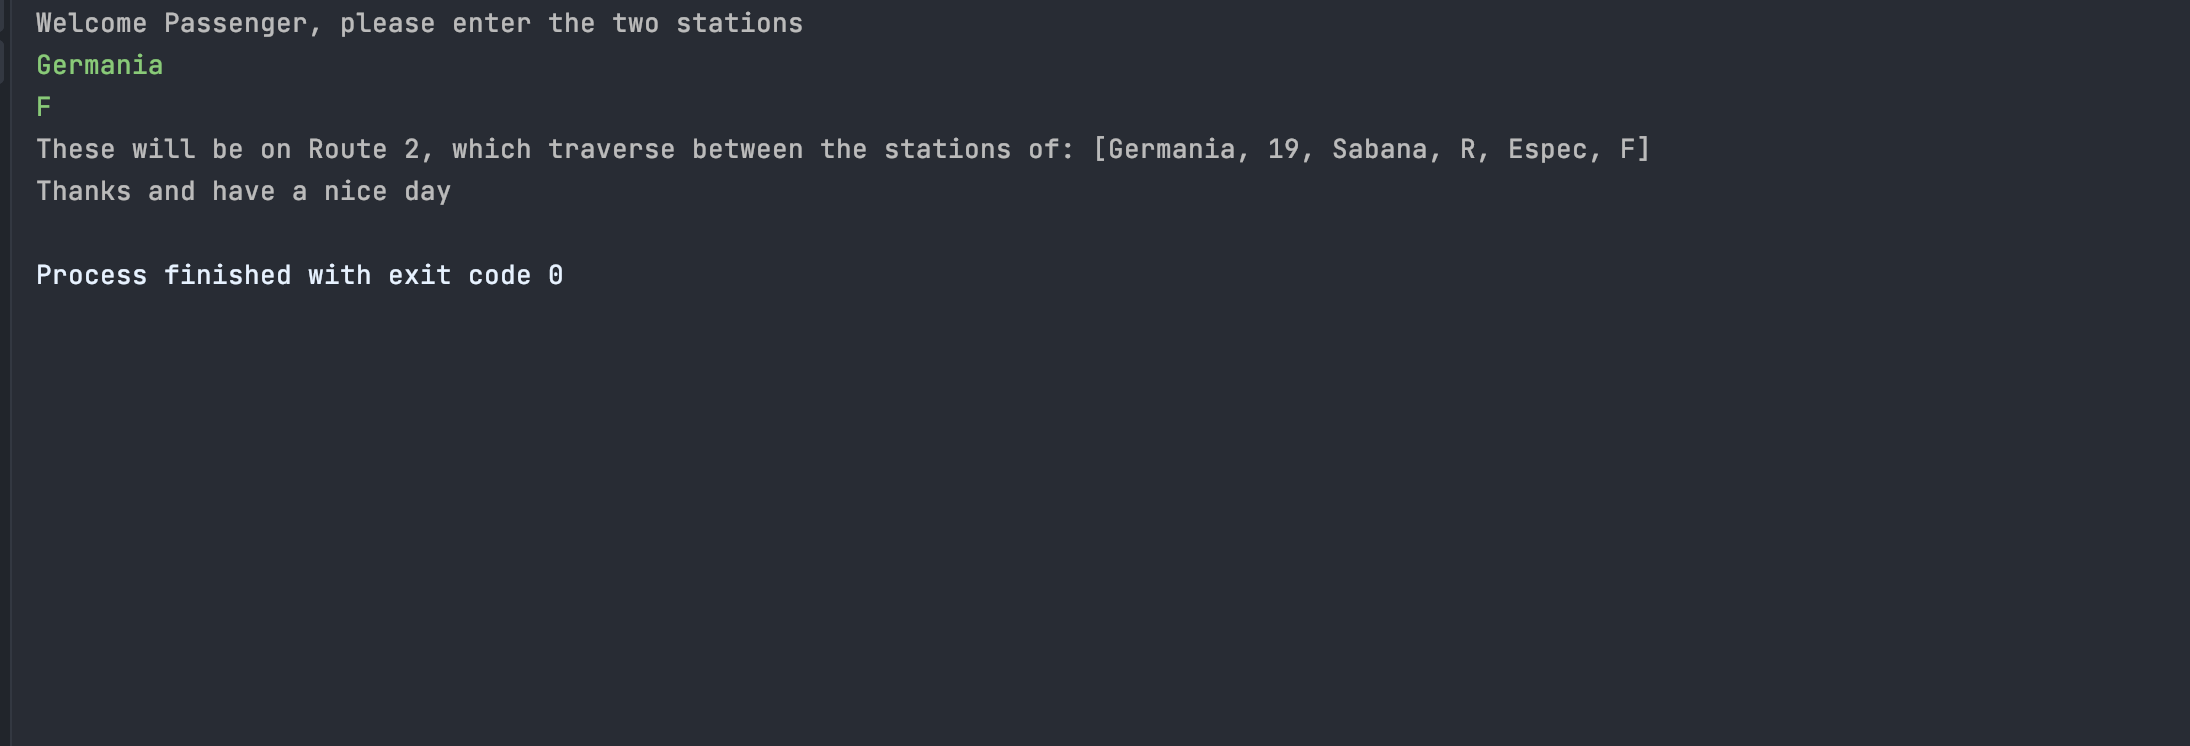 Welcome Passenger, please enter the two stations
Germania
F
These will be on Route 2, which traverse between the stations of: [Germania, 19, Sabana, R, Espec, F]
Thanks and have a nice day
Process finished with exit code 0